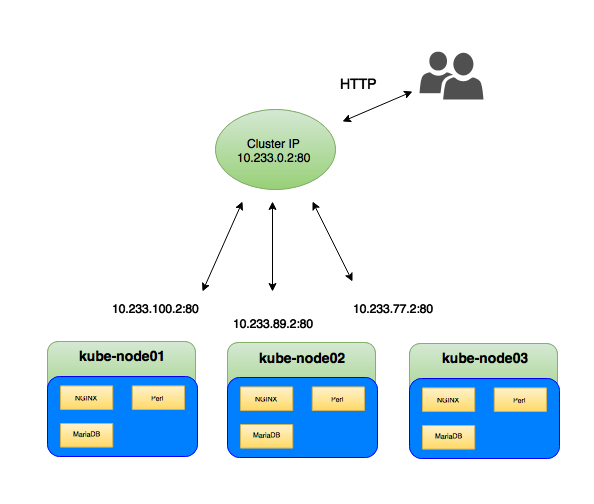 HTTP
Cluster IP
10.233.0.2:80
10.233.100.2:80
10.233.89.2:80
10.233.77.2:80
kube-node01
kube-node02
kube-node03
NGINX
Perl
MariaDB
NGINX
Perl
MariaDB
NGINX
Perl
MariaDB